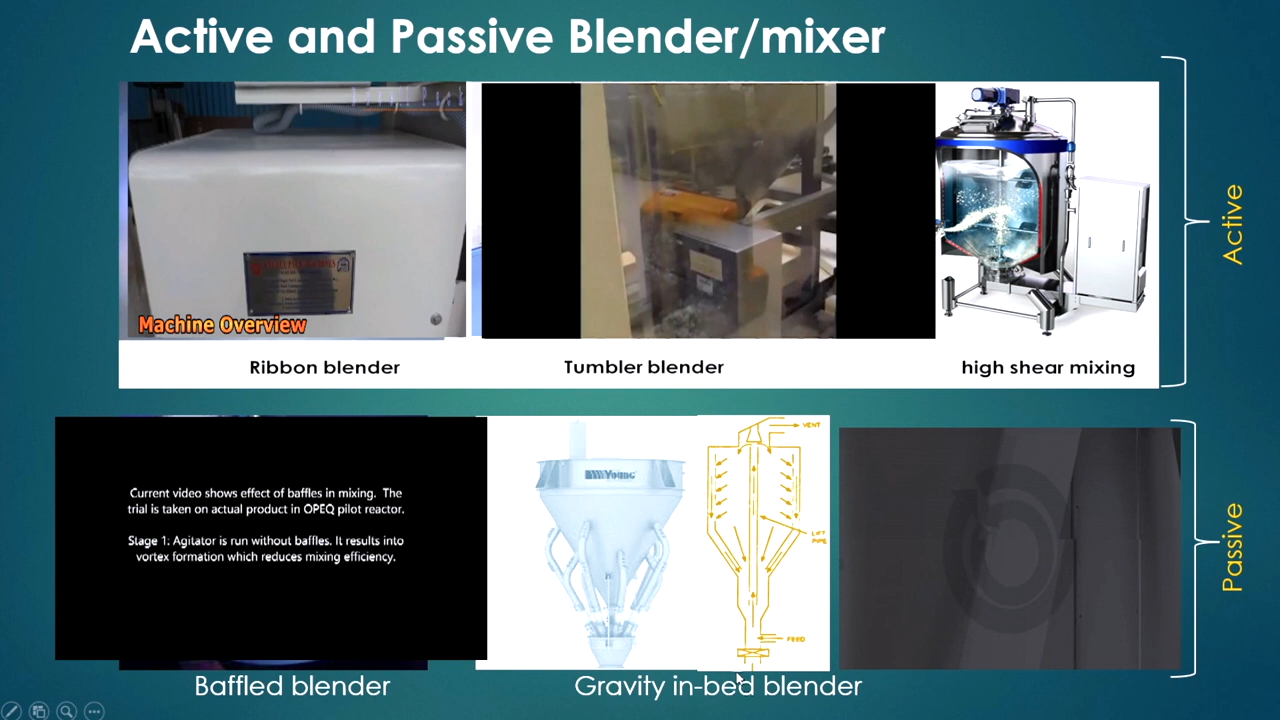 Active and Passive Blender/mixer
Machine Overview
Ribbon blender
Tumbler blender
high shear mixing
Active
Current video shows effect of baffles in mixing. The
trial is taken on actual product in OPEQ pilot reactor.
Stage 1: Agitator is run without baffles. It results into
vortex formation which reduces mixing efficiency.
YOUNG
VENT
LIFT
PIPE
FEED
Passive
Baffled blender
Gravity in-bed blender